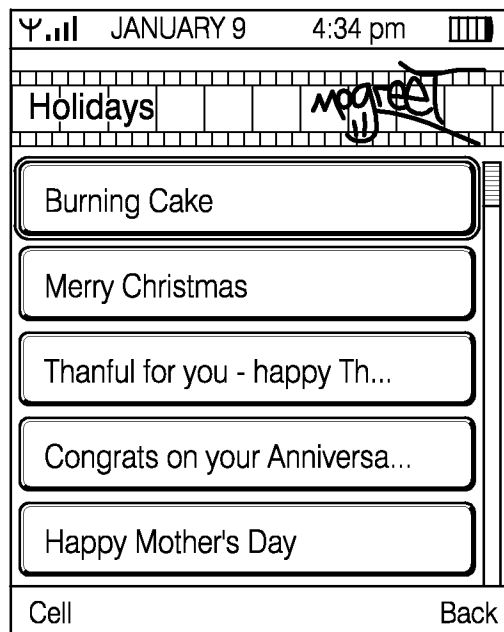 JANUARY 9 4:34 pm
Holidays mogreet
Burning Cake
Merry Christmas
Thanful for you - happy Th...
Congrats on your Anniversa...
Happy Mother's Day
Cell Back